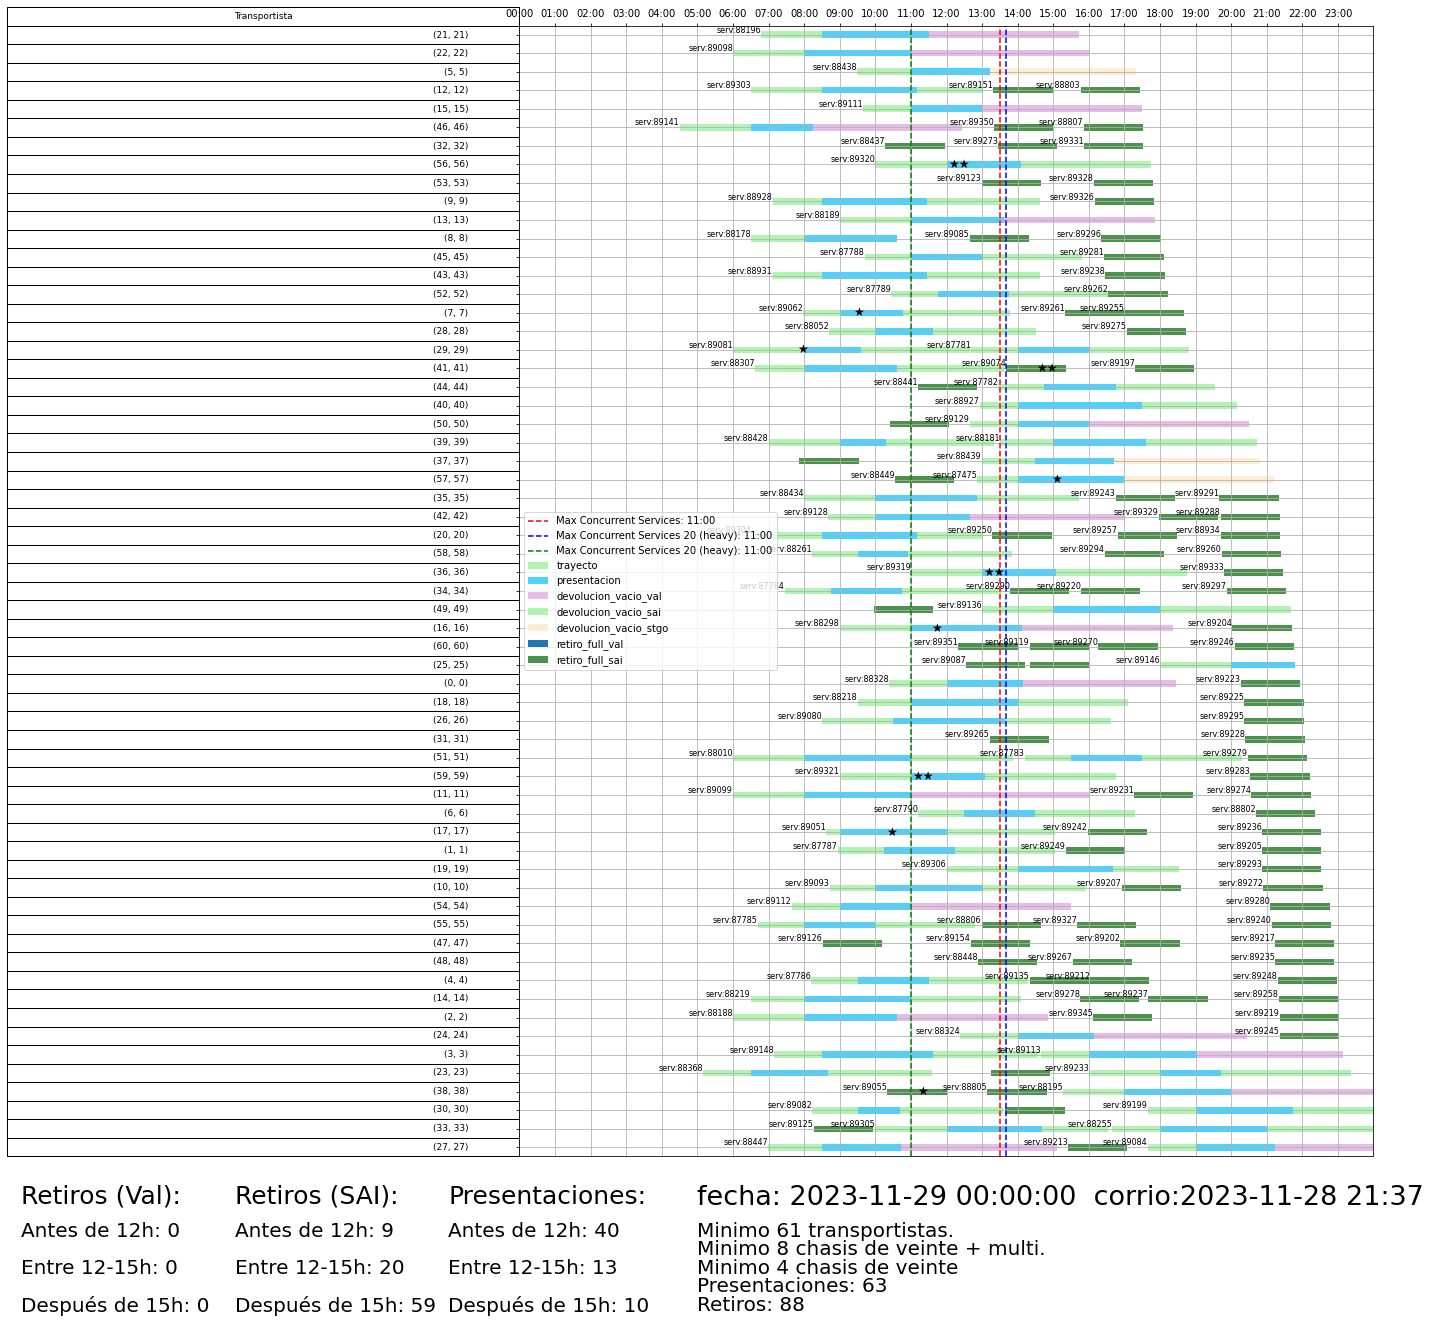 Transportista 00:00 01:00 02:00 03:00 04:00 05:00 06:00 07:00 08:00 09:00 10:00 11:00 12:00 13:00 14:00 15:00 16:00 17:00 18:00 19:00 20:00 21:00 22:00 23:00
(21, 21) serv:88196
(22, 22) serv:89098
(5, 5) serv:88438
(12, 12) serv:89303 serv:89151 serv:88803
(15, 15) serv:89111
(46, 46) serv:89141 serv:89350 serv:88807
(32, 32) serv:88437 serv:89273 serv:89331
(56, 56) serv:89320
(53, 53) serv:89123 serv:89328
(9, 9) serv:88928 serv:89326
(13, 13) serv:88189
(8, 8) serv:88178 serv:89085 serv:89296
(45, 45) serv:87788 serv:89281
(43, 43) serv:88931 serv:89238
(52, 52) serv:87789 serv:89262
(7, 7) serv:89062 serv:89261 serv:89255
(28, 28) serv:88052 serv:89275
(29, 29) serv:89081 serv:87781
(41, 41) serv:88307 serv:89074 serv:89197
(44, 44) serv:88441 serv:87782
(40, 40) serv:88927
(50, 50) serv:89129
(39, 39) serv:88428 serv:88181
(37, 37) serv:88439
(57, 57) serv:88449 serv:87475
(35, 35) serv:88434 serv:89243 serv:89291
(42, 42) serv:89128 serv:89329 serv:89288
(20, 20) serv:89250 serv:89257 serv:88934
(58, 58) serv:88261 serv:89294 serv:89260
(36, 36) serv:89319 serv:89333
(34, 34) serv:89290 serv:89220 serv:89297
(49, 49) serv:89136
(16, 16) serv:88298 serv:89204
(60, 60) serv:89351 serv:89119 serv:89270 serv:89246
(25, 25) serv:89087 serv:89146
(0, 0) serv:88328 serv:89223
(18, 18) serv:88218 serv:89225
(26, 26) serv:89080 serv:89295
(31, 31) serv:89265 serv:89228
(51, 51) serv:88010 serv:87783 serv:89279
(59, 59) serv:89321 serv:89283
(11, 11) serv:89099 serv:89231 serv:89274
(6, 6) serv:87790 serv:88802
(17, 17) serv:89051 serv:89242 serv:89236
(1, 1) serv:87787 serv:89249 serv:89205
(19, 19) serv:89306 serv:89293
(10, 10) serv:89093 serv:89207 serv:89272
(54, 54) serv:89112 serv:89280
(55, 55) serv:87785 serv:88806 serv:89327 serv:89240
(47, 47) serv:89126 serv:89154 serv:89202 serv:89217
(48, 48) serv:88448 serv:89267 serv:89235
(4, 4) serv:87786 serv:89135 serv:89212 serv:89248
(14, 14) serv:88219 serv:89278 serv:89237 serv:89258
(2, 2) serv:88188 serv:89345 serv:89219
(24, 24) serv:88324 serv:89245
(3, 3) serv:89148 serv:89113
(23, 23) serv:88368 serv:89233
(38, 38) serv:89055 serv:88805 serv:88195
(30, 30) serv:89082 serv:89199
(33, 33) serv:89125 serv:89305 serv:88255
(27, 27) serv:88447 serv:89213 serv:89084
Max Concurrent Services: 11:00
Max Concurrent Services 20 (heavy): 11:00
Max Concurrent Services 20 (heavy): 11:00
trayecto
presentacion
devolucion_vacio_val
devolucion_vacio_sai
devolucion_vacio_stgo
retiro_full_val
retiro_full_sai
Retiros (Val):
Antes de 12h: 0
Entre 12-15h: 0
Después de 15h: 0
Retiros (SAI):
Antes de 12h: 9
Entre 12-15h: 20
Después de 15h: 59
Presentaciones:
Antes de 12h: 40
Entre 12-15h: 13
Después de 15h: 10
fecha: 2023-11-29 00:00:00 corrio:2023-11-28 21:37
Minimo 61 transportistas.
Minimo 8 chasis de veinte + multi.
Minimo 4 chasis de veinte
Presentaciones: 63
Retiros: 88